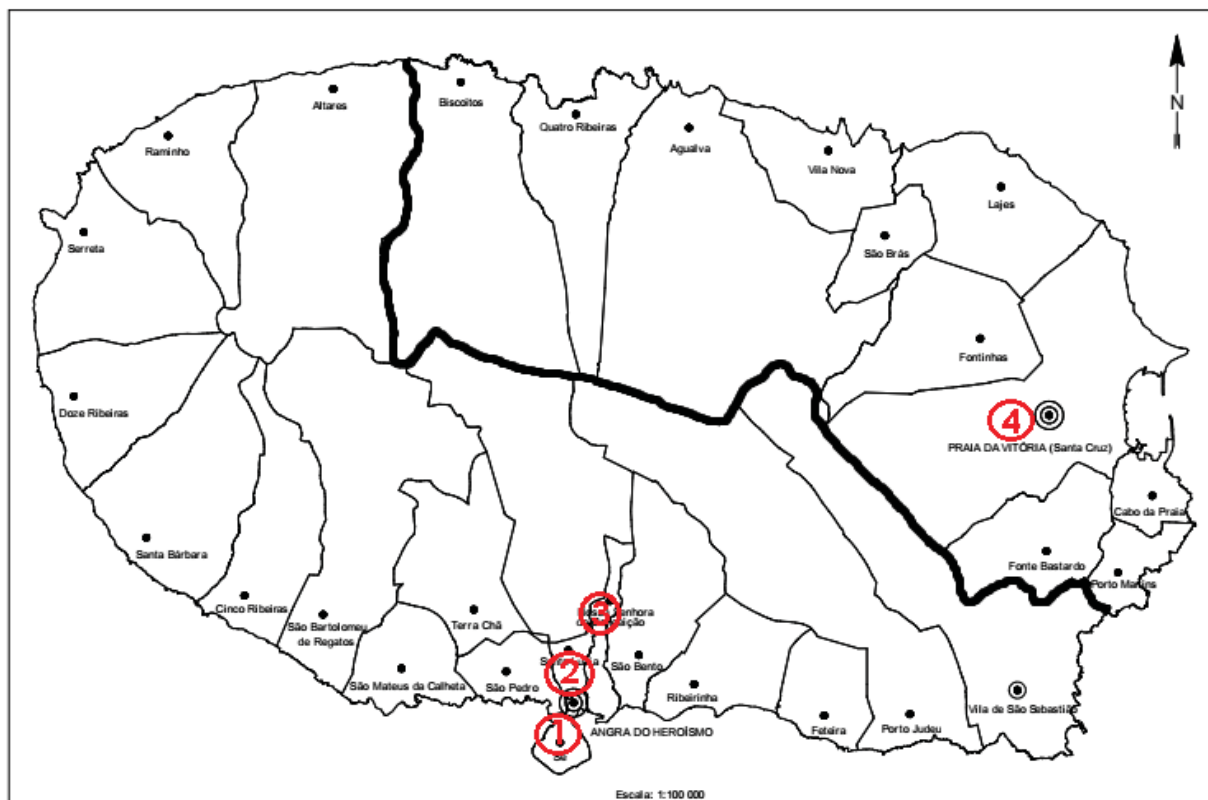 Altares
Biscoitos
Quatro Ribeiras
Agualva
Vila Nova
Raminho
Lajes
Serreta
São Brás
Fontinhas
Doze Ribeiras
4
PRAIA DA VITÓRIA (Santa Cruz)
Cabo da Praia
Santa Bárbara
Fonte Bastardo
Porto Martins
Cinco Ribeiras
São Bartolomeu
de Regatos
Terra Chã
3
Senhora
São Bento
2
São Mateus da Calheta
São Pedro
Ribeirinha
Vila de São Sebastião
Feteira
Porto Judeu
1
ANGRA DO HEROÍSMO
Sé
N
Escala: 1:100 000